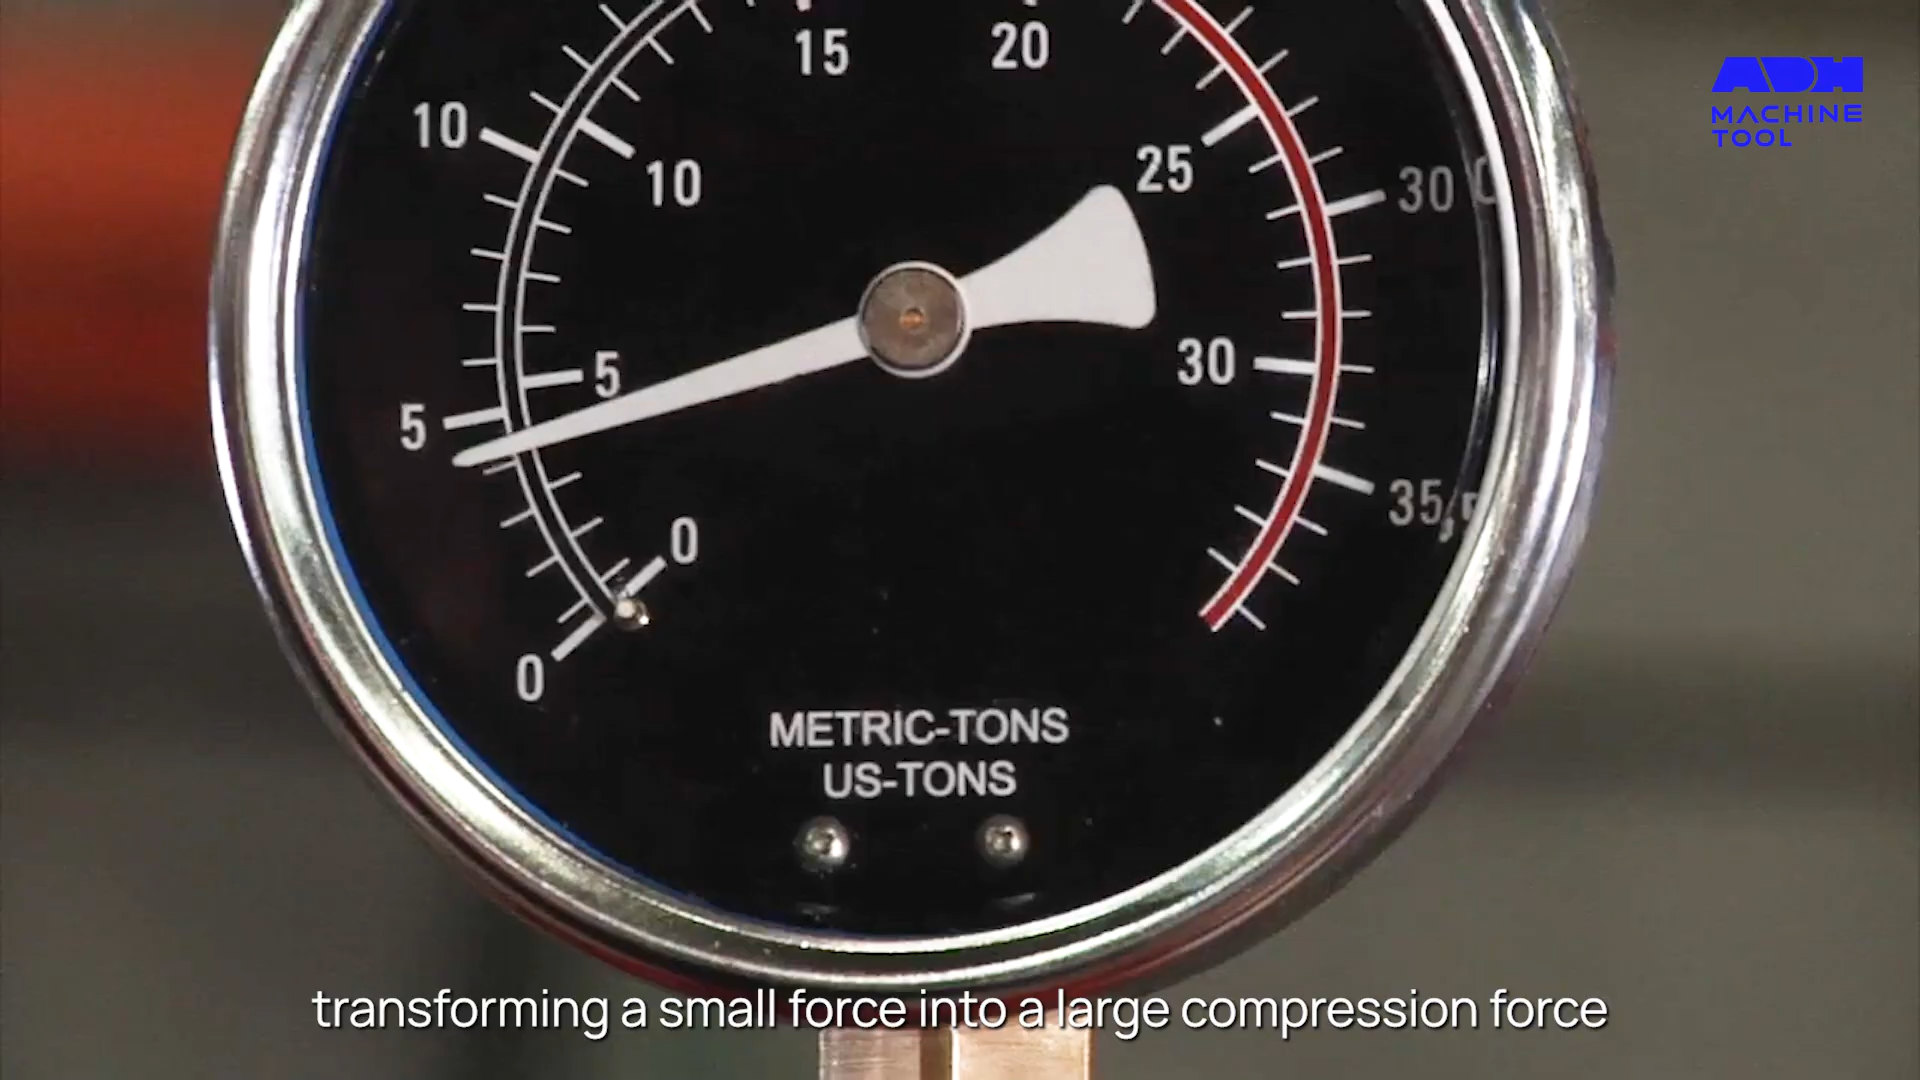 15
20
10
10
25
30
5
30
5
35
0
0
METRIC-TONS
US-TONS
ADH
MACHINE
TOOL
transforming a small force into a large compression force